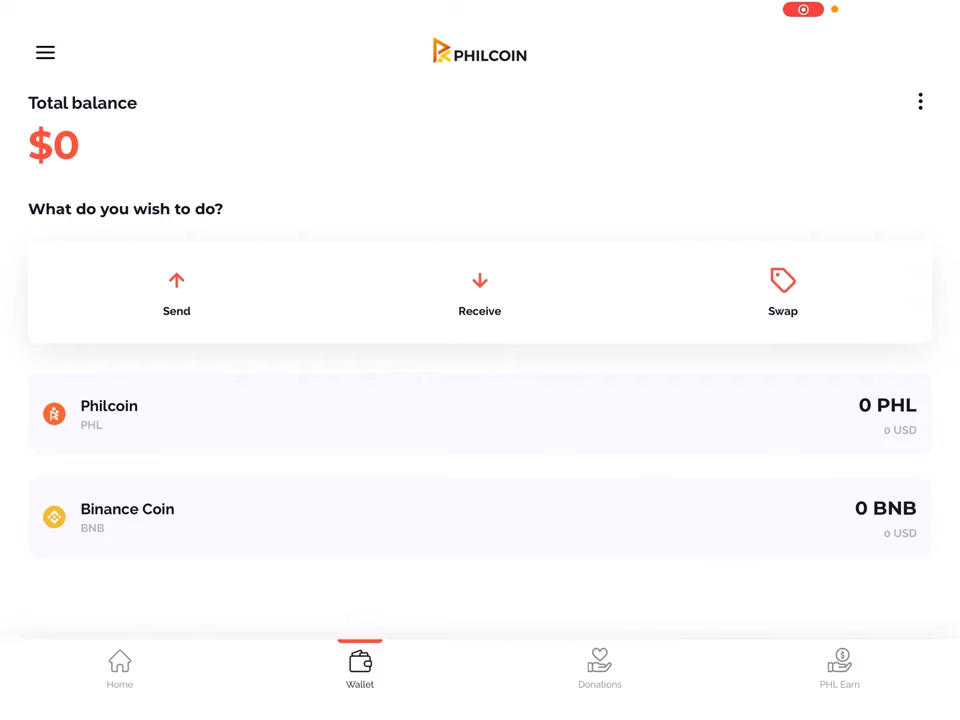 PHILCOIN
Total balance
$0
What do you wish to do?
Send
Receive
Swap
Philcoin
PHL
0 PHL
0 USD
Binance Coin
BNB
0 BNB
0 USD
Home
Wallet
Donations
PHL Earn